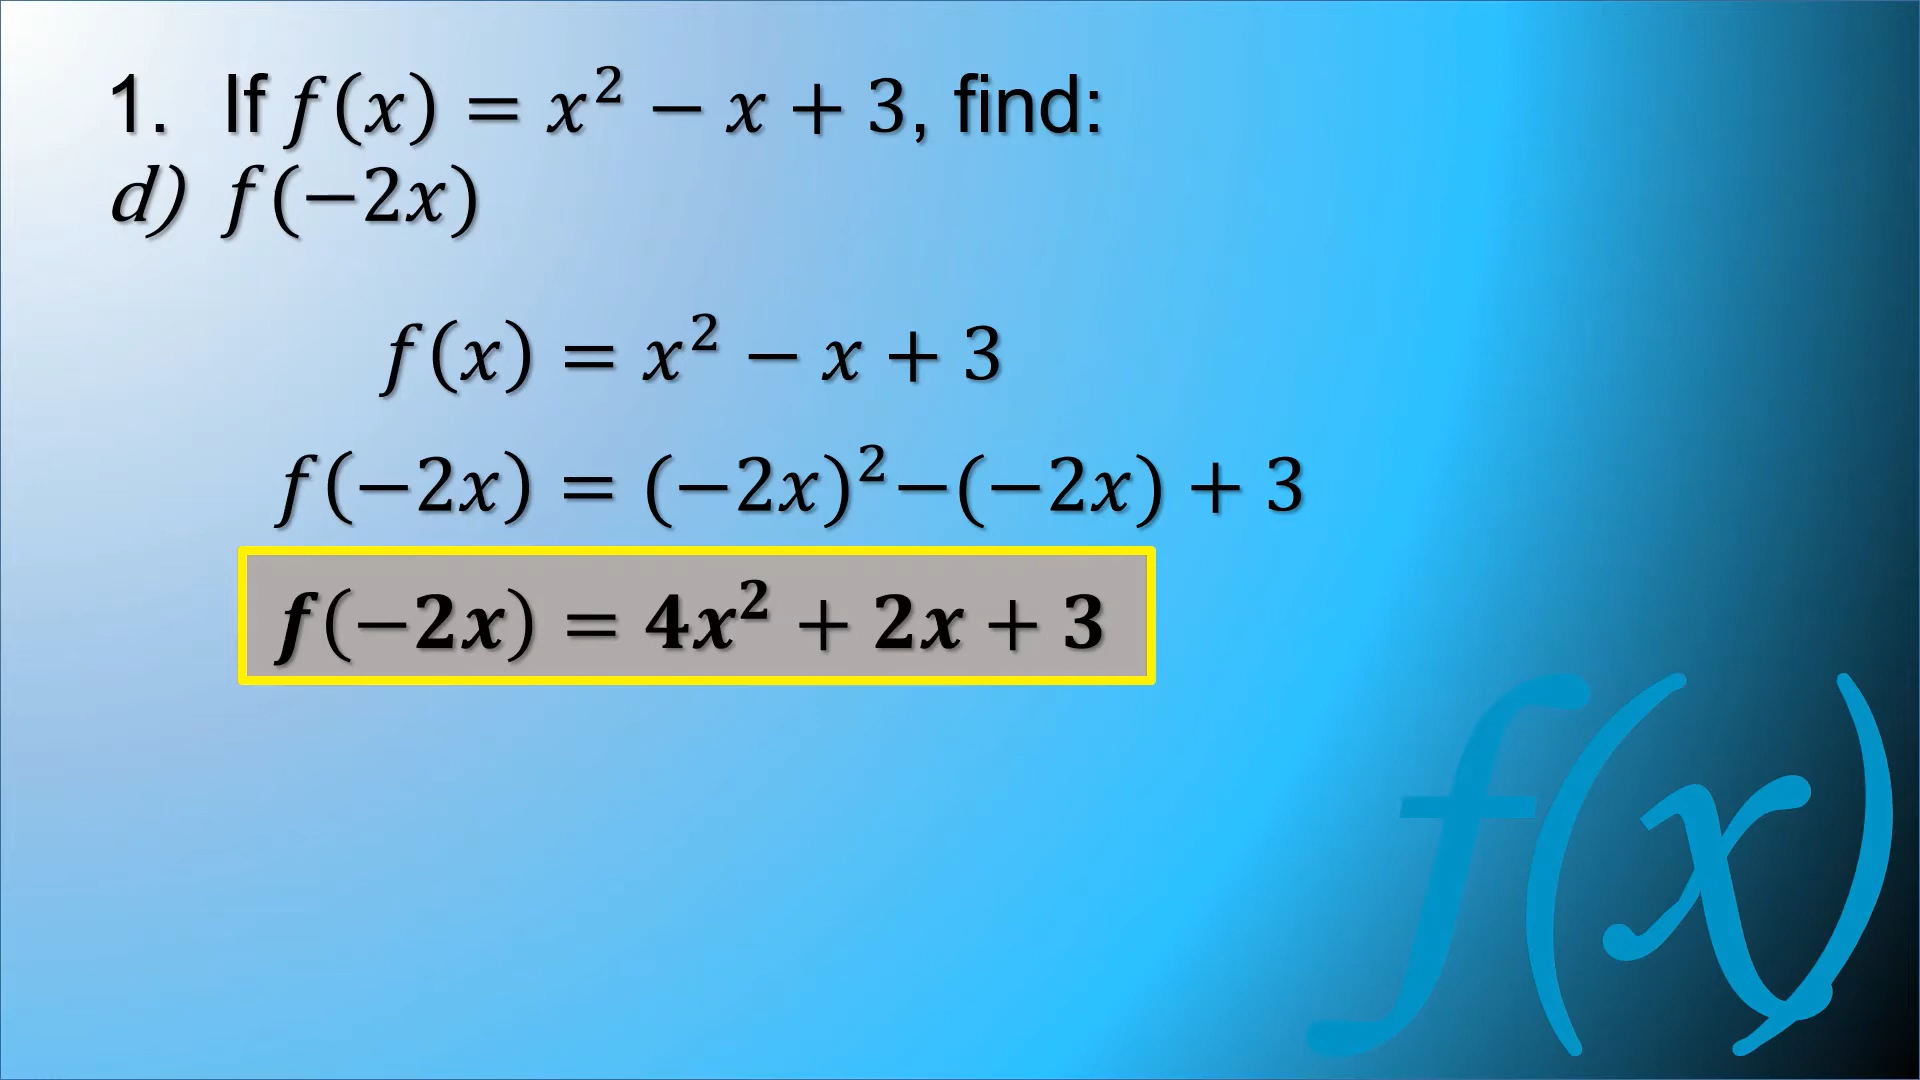 1. If f(x) = x² − x + 3, find:
d) f(−2x)
f(x) = x² − x + 3
f(−2x) = (−2x)²−(−2x) + 3
f(−2x) = 4x² + 2x + 3
f(x)